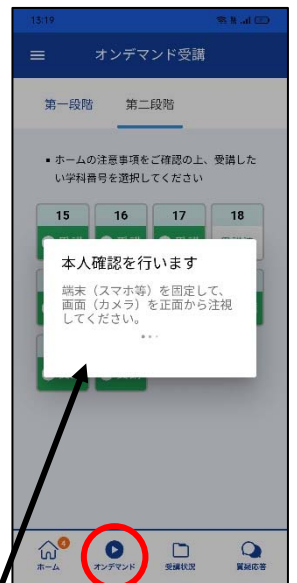 13:19
オンデマンド受講
第一段階 第二段階
• ホームの注意事項をご確認の上、受講した
い学科番号を選択してください
15 16 17 18
本人確認を行います
端末（スマホ等）を固定して、
画面（カメラ）を正面から注視
してください。
4
ホーム オンデマンド 受講状況 質疑応答